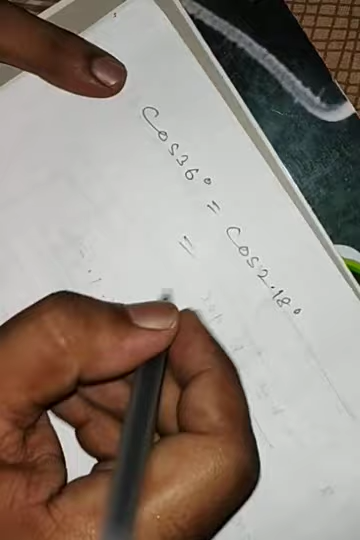 cos36° = cos2.18°
=